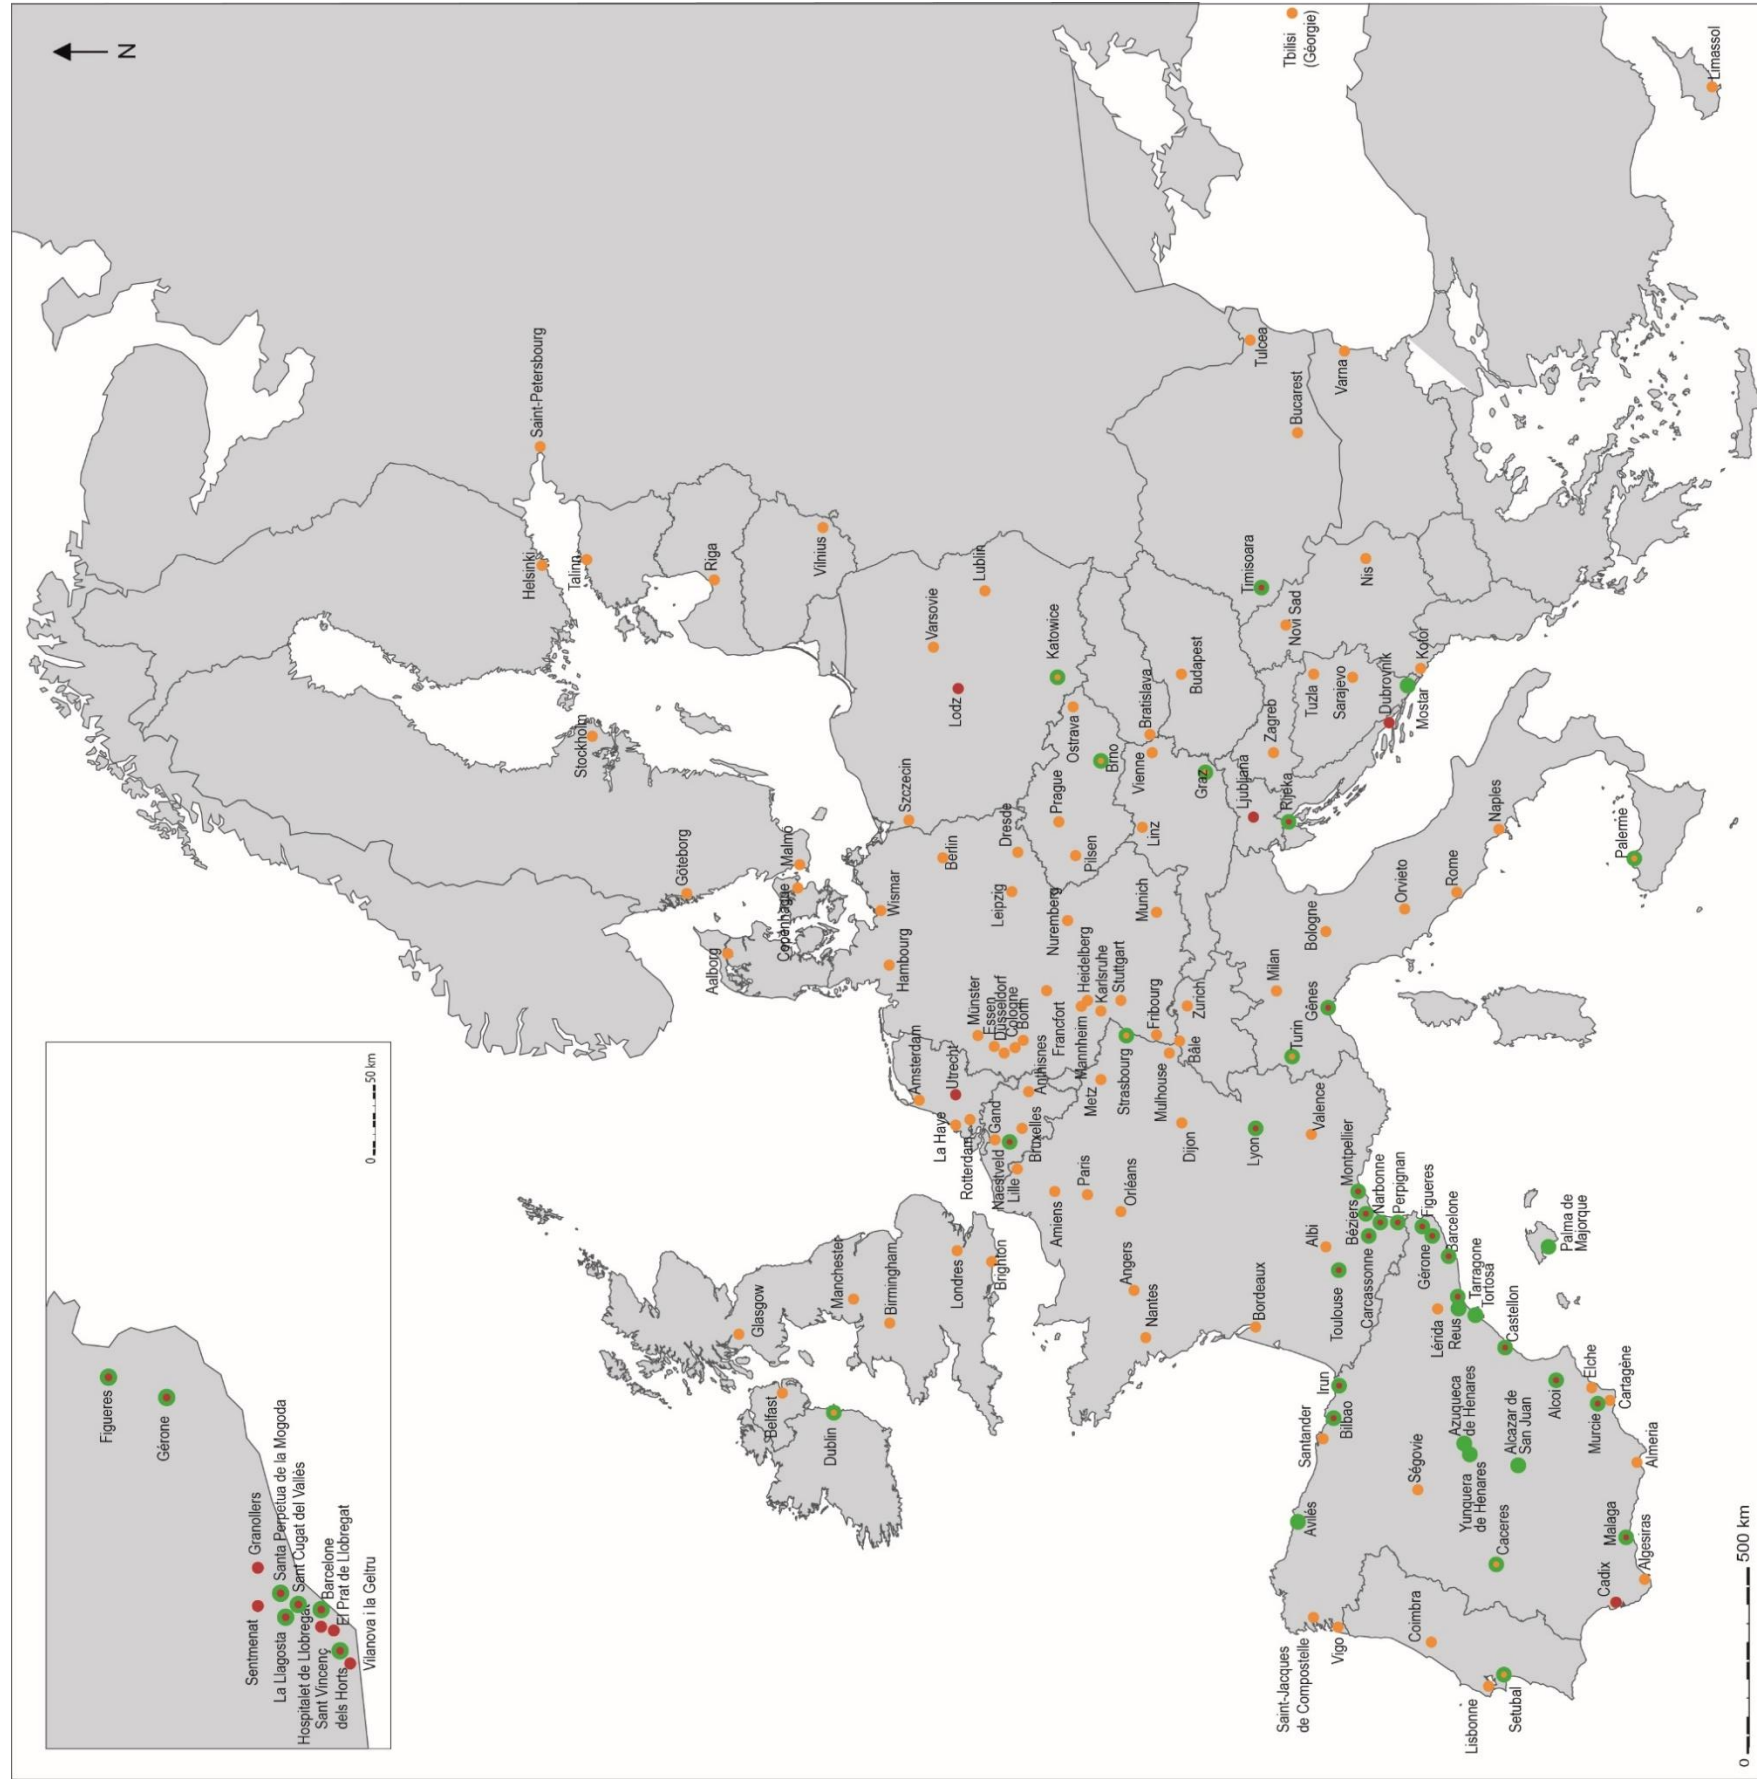 N
Figueres
Gérone
Granollers
Sentmenat
Santa Perpetua de la Mogoda
La Llagosta
Sant Cugat del Vallès
Hospitalet de Llobregat
Barcelone
Sant Vincenç
dels Horts
El Prat de Llobregat
Vilanova i la Geltru
0
50 km
Tbilisi
(Géorgie)
Limassol
Saint-Petersbourg
Helsinki
Talinn
Stockholm
Riga
Vilnius
Göteborg
Aalborg
Copenhague
Malmö
Glasgow
Belfast
Dublin
Manchester
Birmingham
Londres
Brighton
Wismar
Hambourg
Szczecin
Berlin
Varsovie
Lodz
Lublin
Amsterdam
Utrecht
La Haye
Rotterdam
Münster
Essen
Düsseldorf
Cologne
Bonn
Gand
Naestveld
Bruxelles
Anthisnes
Lille
Leipzig
Dresde
Katowice
Ostrava
Prague
Pilsen
Brno
Francfort
Nuremberg
Mannheim
Heidelberg
Karlsruhe
Stuttgart
Amiens
Paris
Metz
Orléans
Strasbourg
Angers
Nantes
Fribourg
Mulhouse
Bâle
Zurich
Munich
Linz
Vienne
Bratislava
Budapest
Dijon
Graz
Lyon
Bordeaux
Ljubljana
Zagreb
Rijeka
Timisoara
Novi Sad
Tulcea
Bucarest
Varna
Nis
Tuzla
Sarajevo
Dubrovnik
Mostar
Kotor
Milan
Turin
Gênes
Bologne
Valence
Albi
Toulouse
Montpellier
Béziers
Narbonne
Carcassonne
Perpignan
Figueres
Gérone
Barcelone
Orvieto
Rome
Naples
Palerme
Santander
Irun
Bilbao
Avilés
Saint-Jacques
de Compostelle
Vigo
Ségovie
Lérida
Reus
Tarragone
Tortosa
Castellon
Azuqueca
de Henares
Yunquera
de Henares
Alcazar de
San Juan
Palma de
Majorque
Coimbra
Lisbonne
Setubal
Caceres
Alcoi
Elche
Murcie
Cartagène
Almeria
Malaga
Algesiras
Cadix
0
500 km